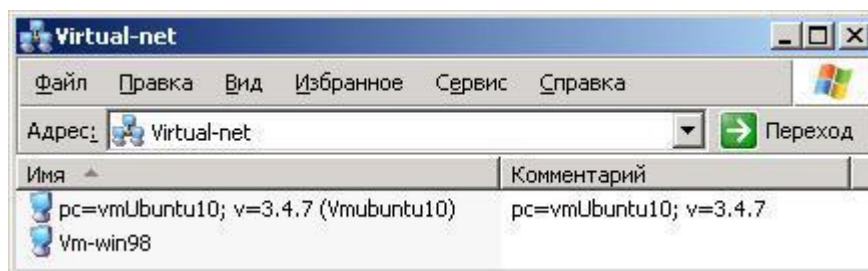 Virtual-net
Файл Правка Вид Избранное Сервис Справка
Адрес: Virtual-net Переход
Имя Комментарий
pc=vmUbuntu10; v=3.4.7 (Vmubuntu10) pc=vmUbuntu10; v=3.4.7
Vm-win98